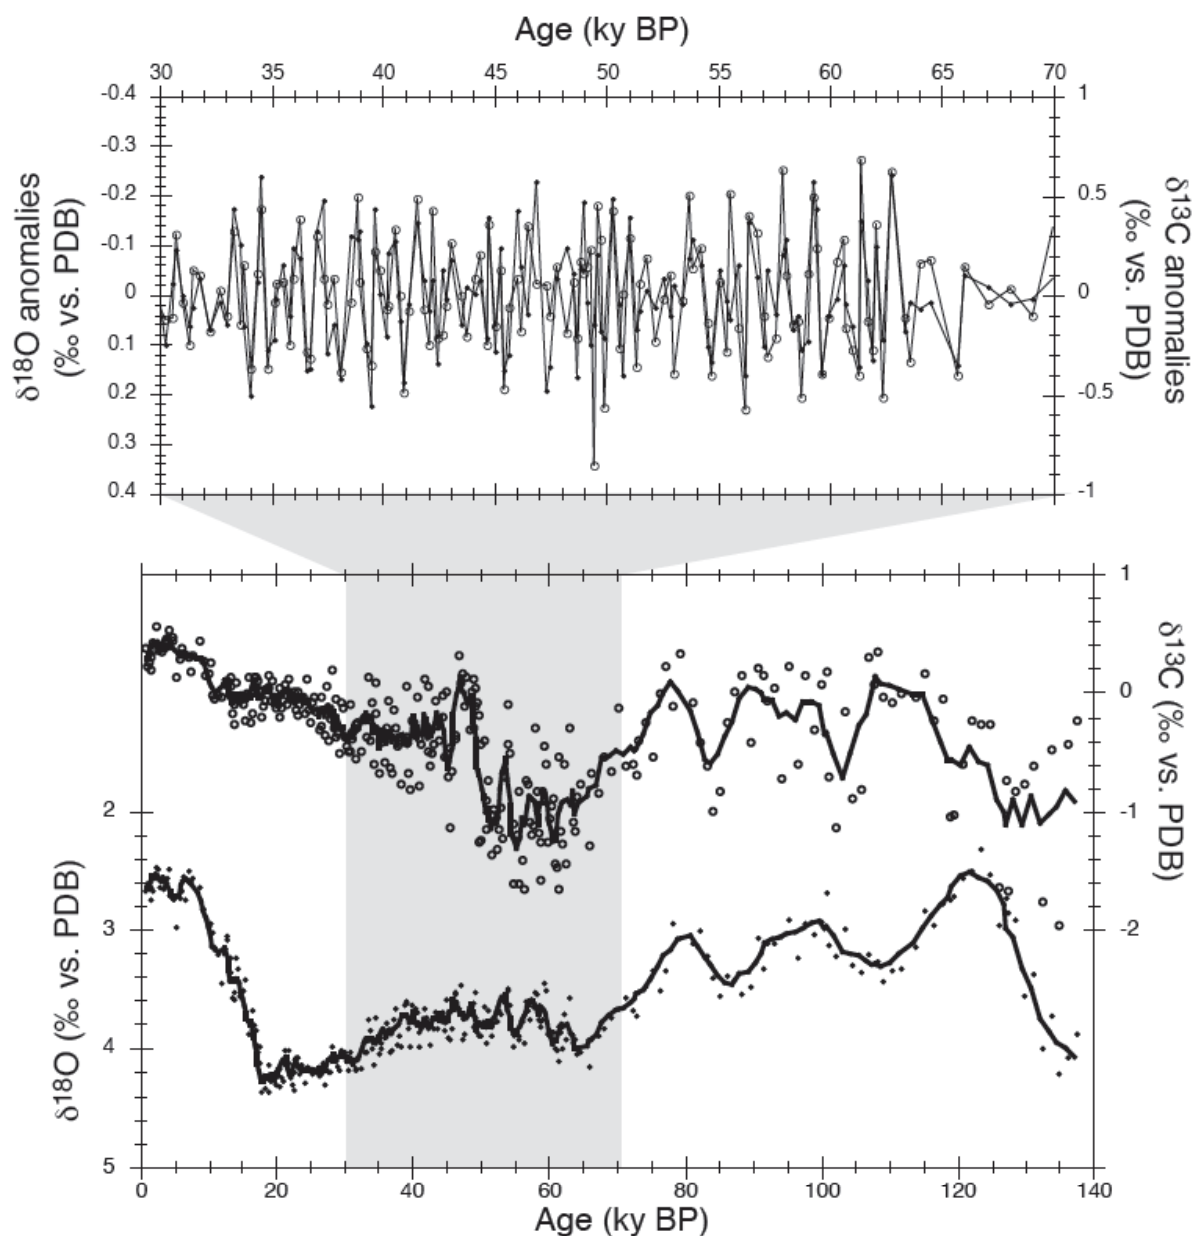 Age (ky BP)
30 35 40 45 50 55 60 65 70
-0.4
-0.3
-0.2
-0.1
0
0.1
0.2
0.3
0.4
δ18O anomalies
(‰ vs. PDB)
1
0.5
0
-0.5
-1
δ13C anomalies
(‰ vs. PDB)
2
3
4
5
δ18O (‰ vs. PDB)
1
0
-1
-2
δ13C (‰ vs. PDB)
0 20 40 60 80 100 120 140
Age (ky BP)